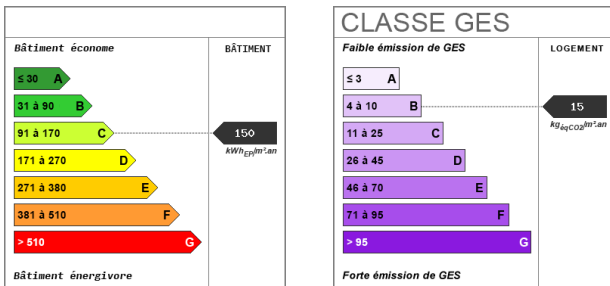 Bâtiment économe
BÂTIMENT
≤ 30 A
31 à 90 B
91 à 170 C
150
kWhEP/m².an
171 à 270 D
271 à 380 E
381 à 510 F
> 510 G
Bâtiment énergivore
CLASSE GES
Faible émission de GES
LOGEMENT
≤ 3 A
4 à 10 B
15
kgéqCO2/m².an
11 à 25 C
26 à 45 D
46 à 70 E
71 à 95 F
> 95 G
Forte émission de GES